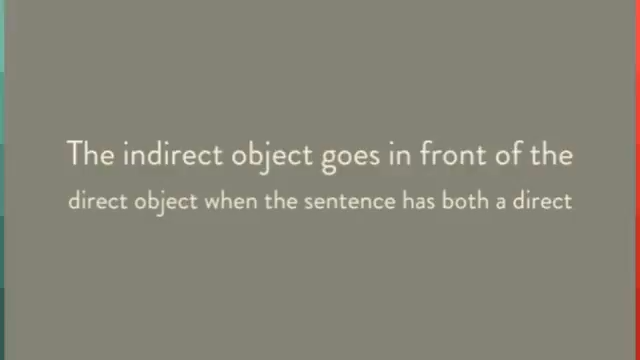 The indirect object goes in front of the
direct object when the sentence has both a direct